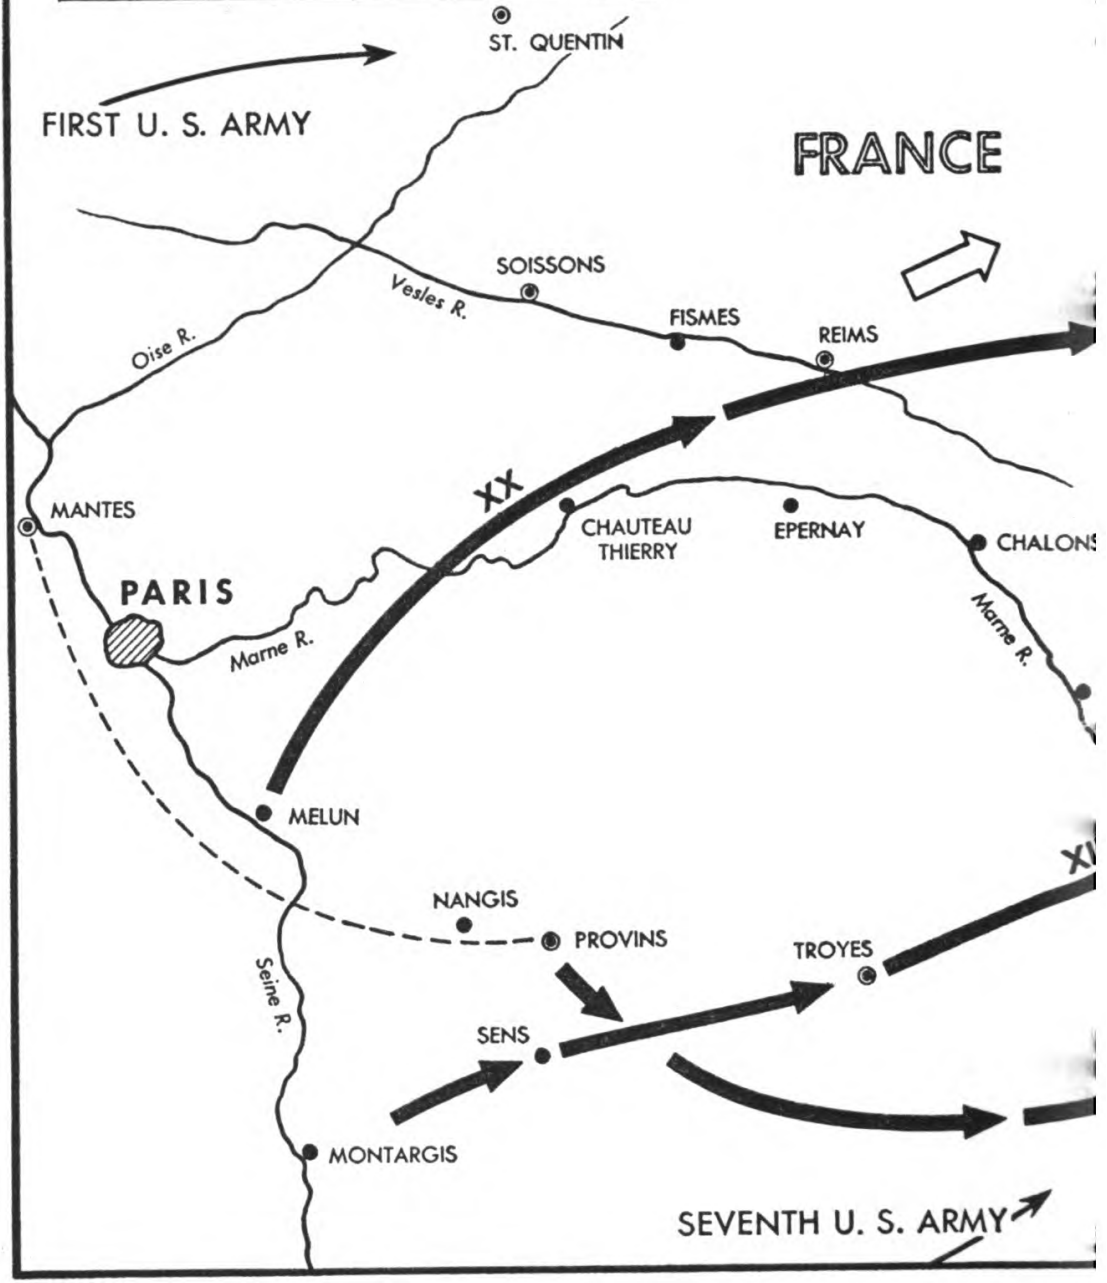 ST. QUENTIN
FIRST U. S. ARMY
FRANCE
SOISSONS
Vesles R.
FISMES
REIMS
Oise R.
XX
MANTES
CHAUTEAU
THIERRY
EPERNAY
CHALONS
PARIS
Marne R.
Marne R.
MELUN
NANGIS
PROVINS
TROYES
Seine R.
SENS
MONTARGIS
SEVENTH U. S. ARMY